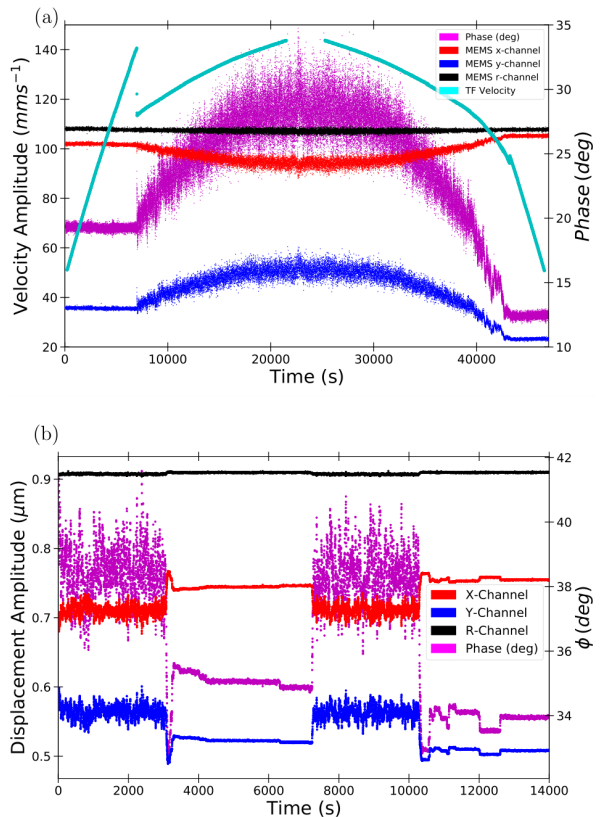 (a)
Velocity Amplitude (mms⁻¹)
140
120
100
80
60
40
20
35
30
25
20
15
10
Phase (deg)
Phase (deg)
MEMS x-channel
MEMS y-channel
MEMS r-channel
TF Velocity
0 10000 20000 30000 40000
Time (s)
(b)
Displacement Amplitude (μm)
0.9
0.8
0.7
0.6
0.5
42
40
38
36
34
ϕ (deg)
X-Channel
Y-Channel
R-Channel
Phase (deg)
0 2000 4000 6000 8000 10000 12000 14000
Time (s)